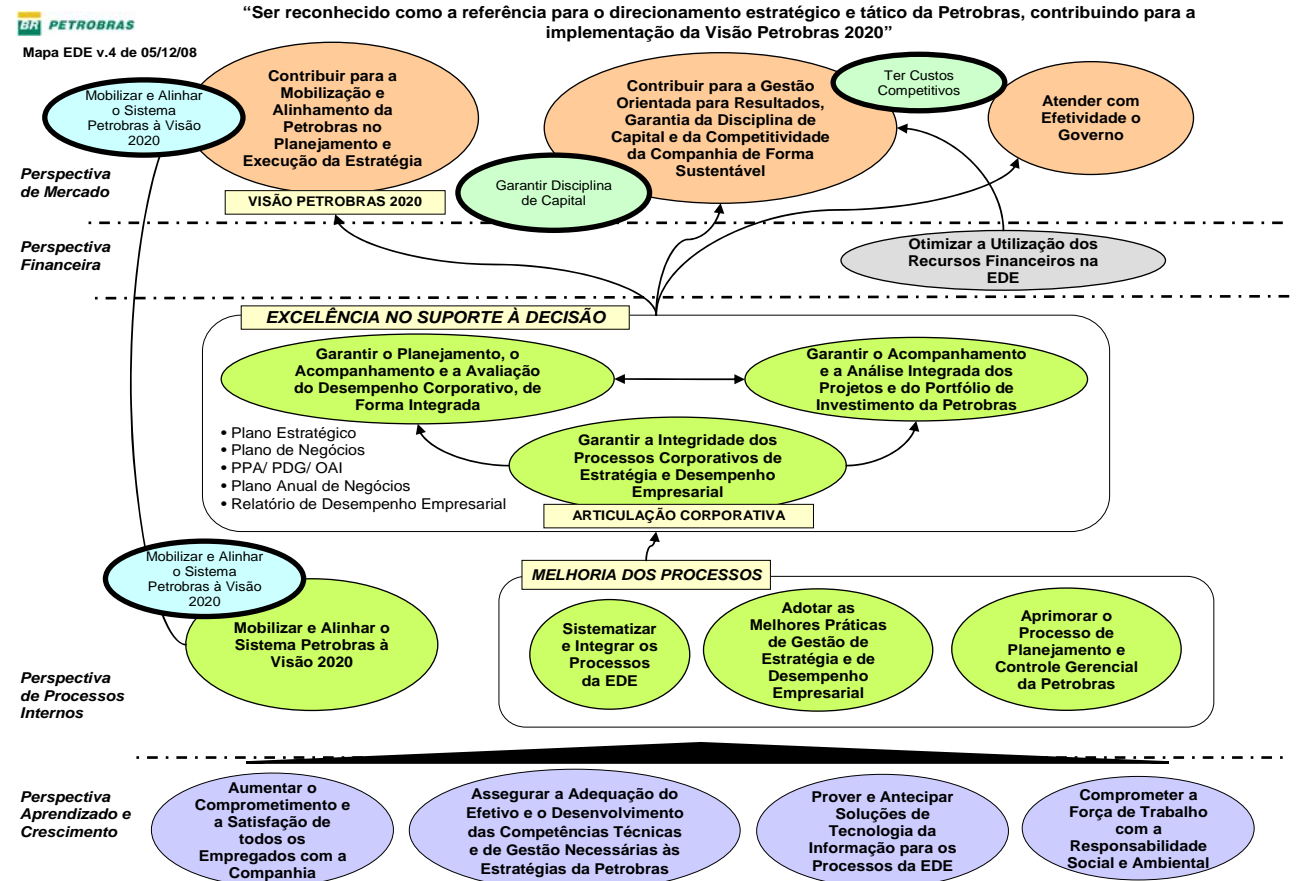 BR PETROBRAS
Mapa EDE v.4 de 05/12/08
“Ser reconhecido como a referência para o direcionamento estratégico e tático da Petrobras, contribuindo para a
implementação da Visão Petrobras 2020”
Mobilizar e Alinhar
o Sistema
Petrobras à Visão
2020
Contribuir para a
Mobilização e
Alinhamento da
Petrobras no
Planejamento e
Execução da Estratégia
VISÃO PETROBRAS 2020
Contribuir para a Gestão
Orientada para Resultados,
Garantia da Disciplina de
Capital e da Competitividade
da Companhia de Forma
Sustentável
Ter Custos
Competitivos
Garantir Disciplina
de Capital
Atender com
Efetividade o
Governo
Perspectiva
de Mercado
Perspectiva
Financeira
Otimizar a Utilização dos
Recursos Financeiros na
EDE
EXCELÊNCIA NO SUPORTE À DECISÃO
Garantir o Planejamento, o
Acompanhamento e a Avaliação
do Desempenho Corporativo, de
Forma Integrada
Garantir o Acompanhamento
e a Análise Integrada dos
Projetos e do Portfólio de
Investimento da Petrobras
• Plano Estratégico
• Plano de Negócios
• PPA/ PDG/ OAI
• Plano Anual de Negócios
• Relatório de Desempenho Empresarial
Garantir a Integridade dos
Processos Corporativos de
Estratégia e Desempenho
Empresarial
ARTICULAÇÃO CORPORATIVA
Mobilizar e Alinhar
o Sistema
Petrobras à Visão
2020
Mobilizar e Alinhar o
Sistema Petrobras à
Visão 2020
MELHORIA DOS PROCESSOS
Sistematizar
e Integrar os
Processos
da EDE
Adotar as
Melhores Práticas
de Gestão de
Estratégia e de
Desempenho
Empresarial
Aprimorar o
Processo de
Planejamento e
Controle Gerencial
da Petrobras
Perspectiva
de Processos
Internos
Perspectiva
Aprendizado e
Crescimento
Aumentar o
Comprometimento e
a Satisfação de
todos os
Empregados com a
Companhia
Assegurar a Adequação do
Efetivo e o Desenvolvimento
das Competências Técnicas
e de Gestão Necessárias às
Estratégias da Petrobras
Prover e Antecipar
Soluções de
Tecnologia da
Informação para os
Processos da EDE
Comprometer a
Força de Trabalho
com a
Responsabilidade
Social e Ambiental